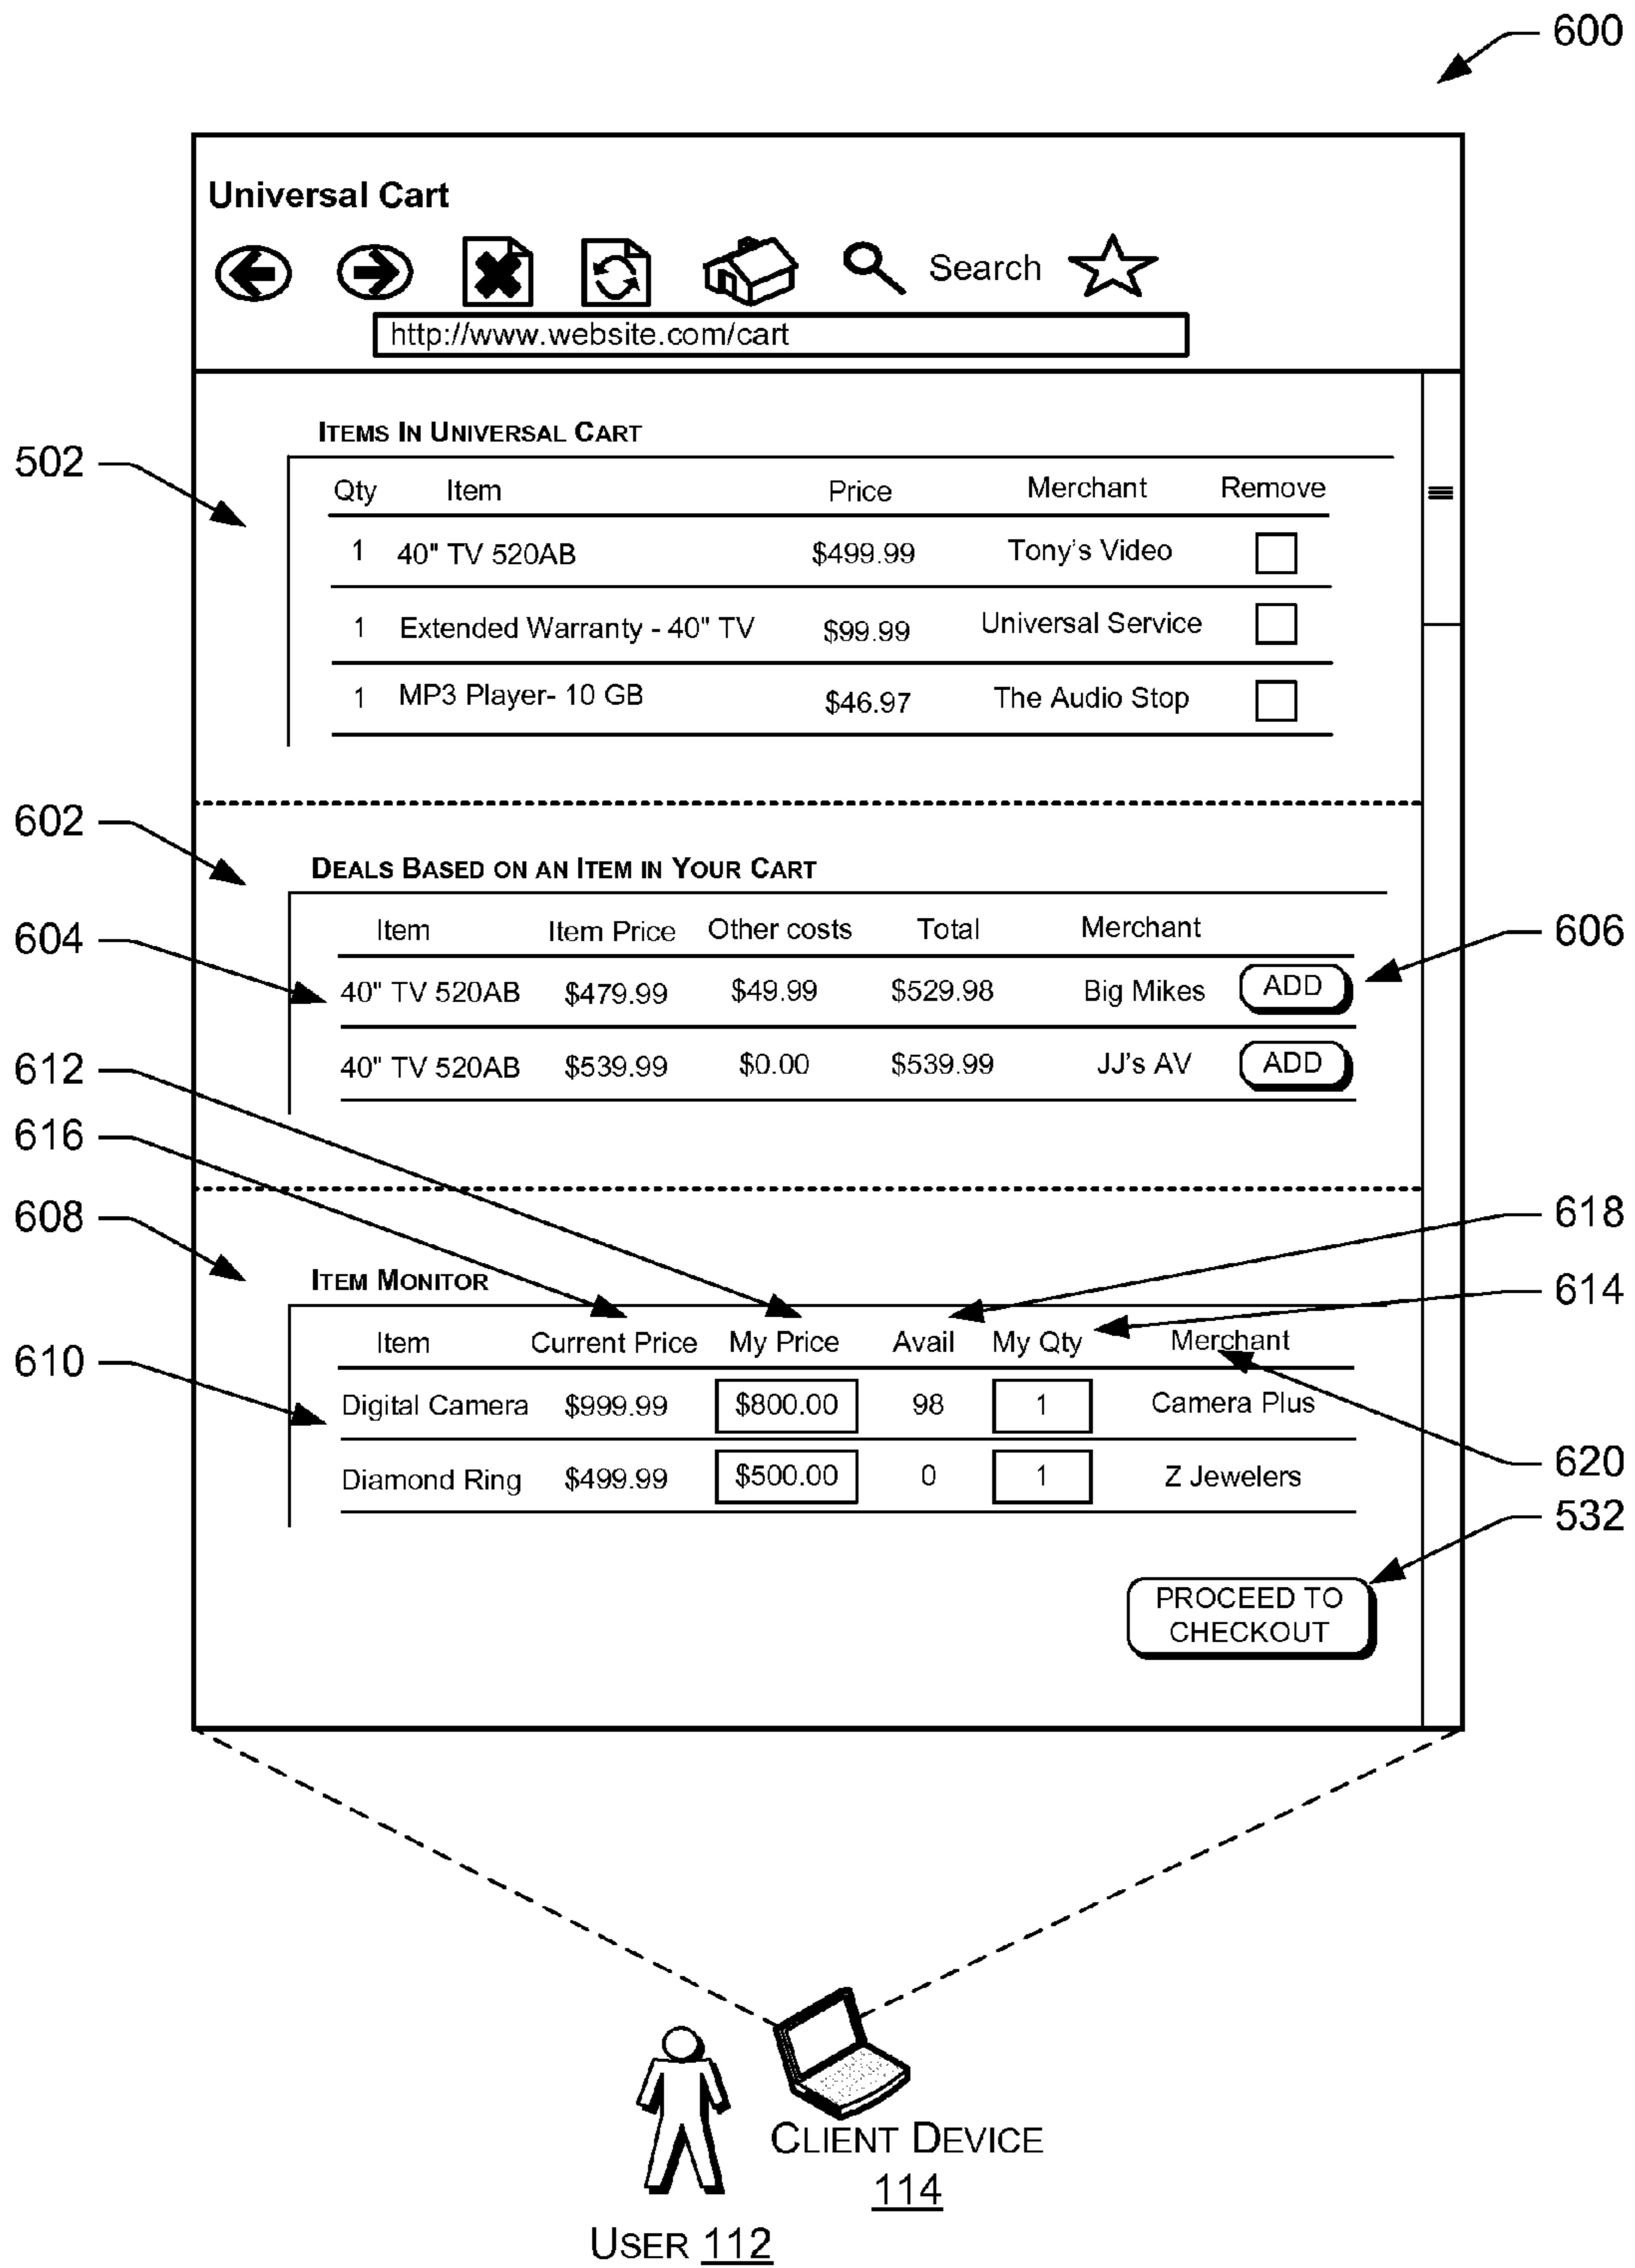 600
Universal Cart
Search
http://www.website.com/cart
502
ITEMS IN UNIVERSAL CART
Qty Item Price Merchant Remove
1 40" TV 520AB $499.99 Tony's Video
1 Extended Warranty - 40" TV $99.99 Universal Service
1 MP3 Player- 10 GB $46.97 The Audio Stop
602
DEALS BASED ON AN ITEM IN YOUR CART
604 606
Item Item Price Other costs Total Merchant
40" TV 520AB $479.99 $49.99 $529.98 Big Mikes ADD
40" TV 520AB $539.99 $0.00 $539.99 JJ's AV ADD
612
616
608 618
ITEM MONITOR
614
Item Current Price My Price Avail My Qty Merchant
610
Digital Camera $999.99 $800.00 98 1 Camera Plus
Diamond Ring $499.99 $500.00 0 1 Z Jewelers
620
532
PROCEED TO
CHECKOUT
CLIENT DEVICE
114
USER 112